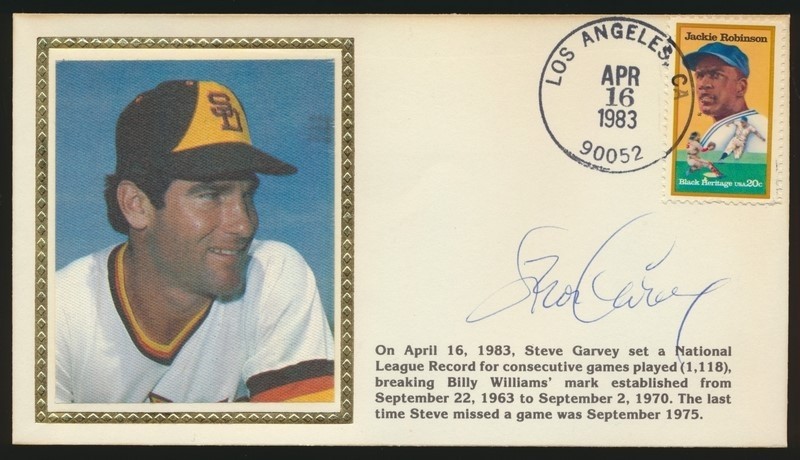 LOS ANGELES, CA
APR
16
1983
90052
Jackie Robinson
Black Heritage USA 20c
SD
Steve Garvey
On April 16, 1983, Steve Garvey set a National
League Record for consecutive games played (1,118),
breaking Billy Williams' mark established from
September 22, 1963 to September 2, 1970. The last
time Steve missed a game was September 1975.